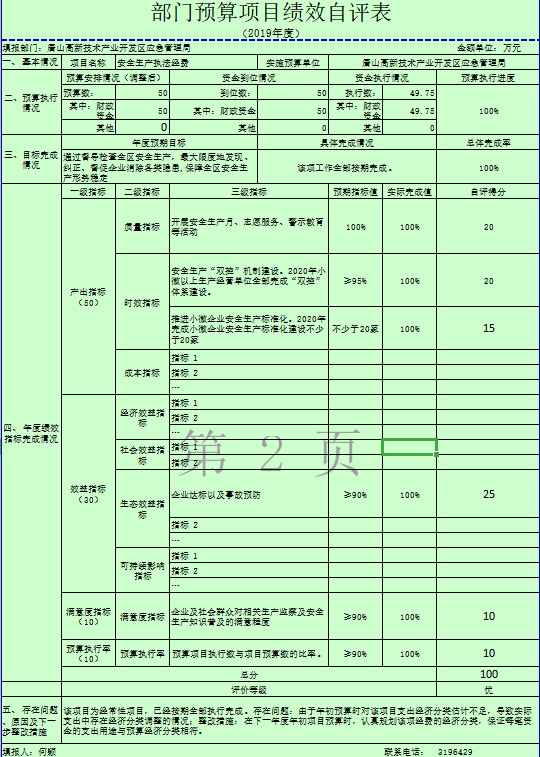 部门预算项目绩效自评表
（2019年度）
填报部门：唐山高新技术产业开发区应急管理局 金额单位：万元
一、基本情况 项目名称 安全生产执法经费 实施预算单位 唐山高新技术产业开发区应急管理局
二、预算执行情况 预算安排情况（调整后） 资金到位情况 资金执行情况 预算执行进度
预算数： 50 到位数： 50 执行数： 49.75 100%
其中：财政资金 50 其中：财政资金 50 其中：财政资金 49.75
其他 0 其他 0 其他 0
三、目标完成情况 年度预期目标 具体完成情况 总体完成率
通过督导检查全区安全生产，最大限度地发现、
纠正、督促企业消除各类隐患,保障全区安全生
产形势稳定
该项工作全部按期完成。 100%
四、年度绩效指标完成情况 一级指标 二级指标 三级指标 预期指标值 实际完成值 自评得分
产出指标（50） 质量指标 开展安全生产月、志愿服务、警示教育
等活动 100% 100% 20
时效指标 安全生产“双控”机制建设。2020年小
微以上生产经营单位全部完成“双控”
体系建设。 ≥95% 100% 20
推进小微企业安全生产标准化。2020年
完成小微企业安全生产标准化建设不少
于20家 不少于20家 100% 15
成本指标 指标 1
指标 2
...
效益指标（30） 经济效益指标 指标 1
指标 2
...
社会效益指标 指标 1
指标 2
生态效益指标 企业达标以及事故预防 ≥90% 100% 25
指标 2
...
可持续影响指标 指标 1
指标 2
...
满意度指标（10） 满意度指标 企业及社会群众对相关生产监察及安全
生产知识普及的满意程度 ≥90% 100% 10
预算执行率（10） 预算执行率 预算项目执行数与项目预算数的比率。 ≥90% 100% 10
总分 100
评价等级 优
五、存在问题、原因及下一步整改措施
该项目为经常性项目，已经按期全部执行完成。存在问题：由于年初预算时对该项目支出经济分类估计不足，导致实际
支出中存在经济分类调整的情况；整改措施：在下一年度年初项目预算时，认真规划该项经费的经济分类，保证每笔资
金的支出用途与预算经济分类相符。
填报人：何颐 联系电话： 3196429
第 2 页